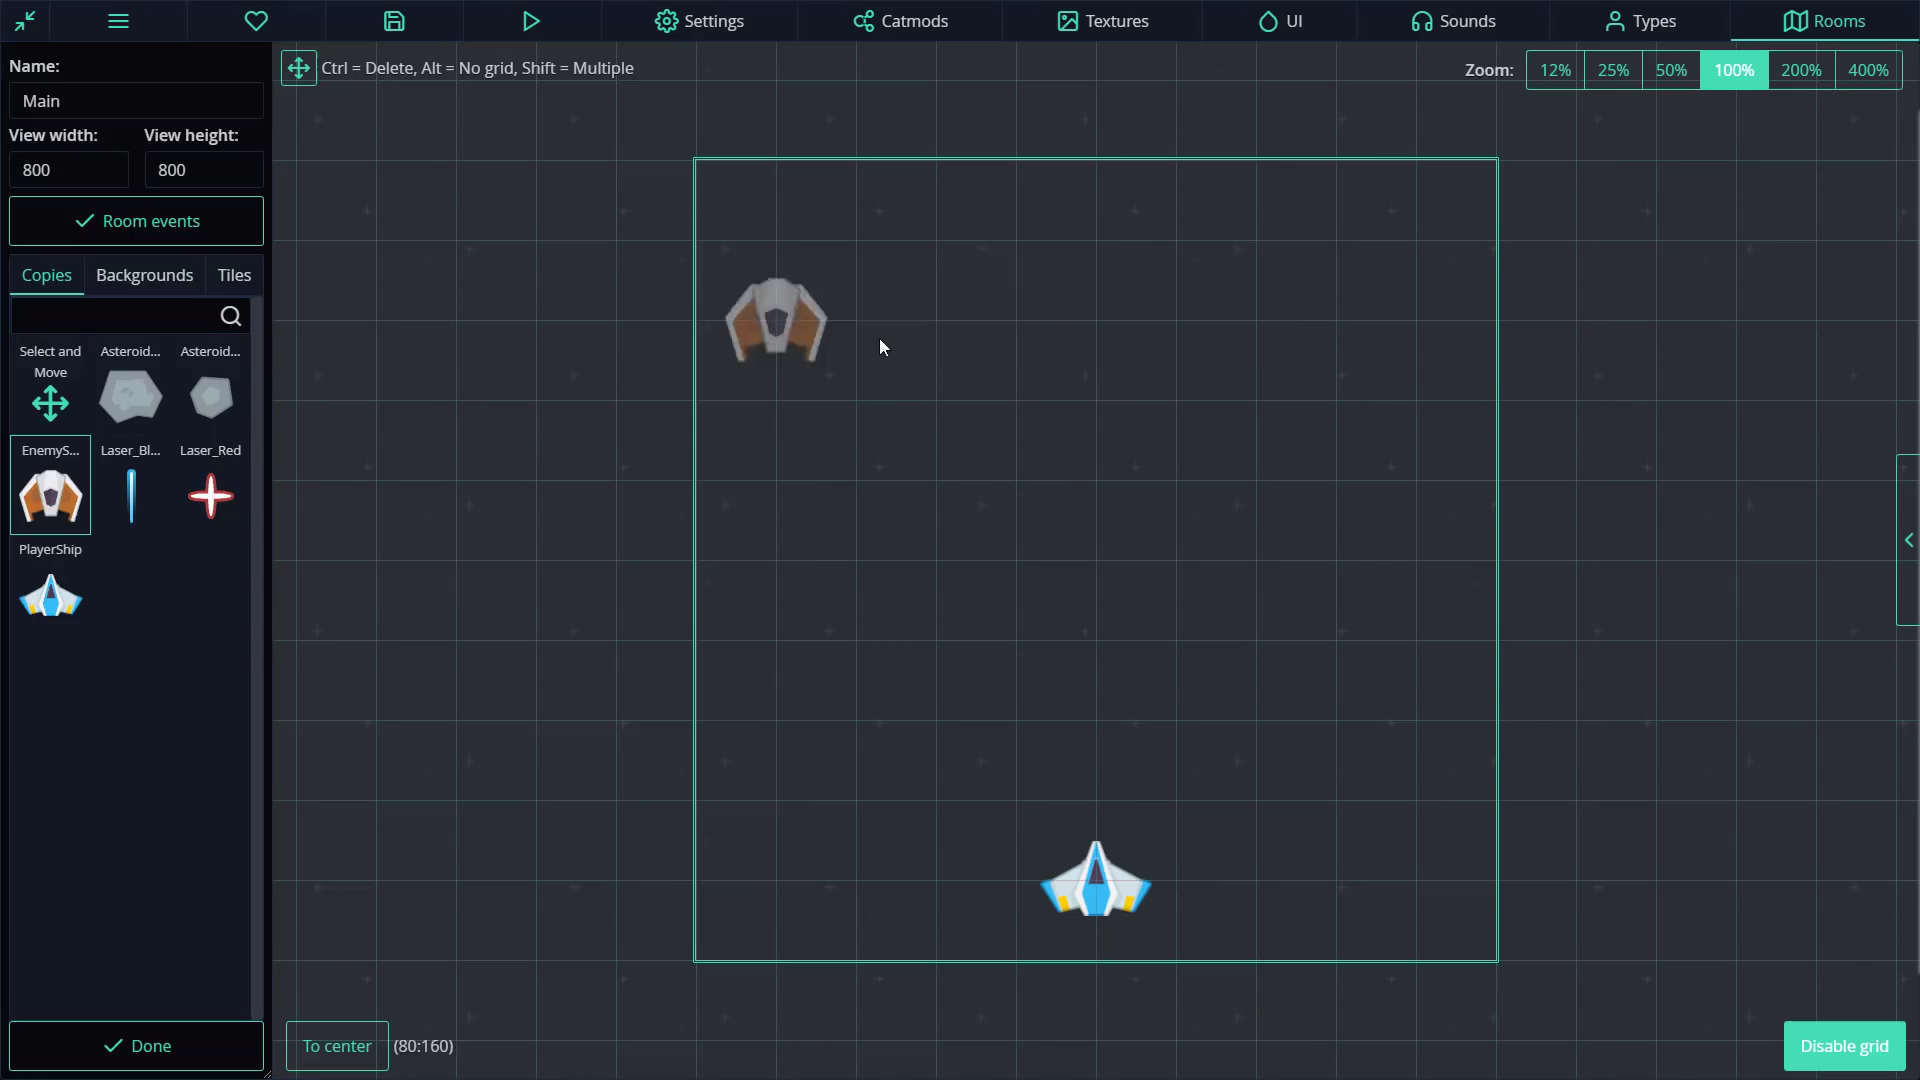 Settings
Catmods
Textures
UI
Sounds
Types
Rooms
Name:
Main
View width:
View height:
800
800
Room events
Copies
Backgrounds
Tiles
Select and
Move
Asteroid...
Asteroid...
EnemyS...
Laser_Bl...
Laser_Red
PlayerShip
Done
Ctrl = Delete, Alt = No grid, Shift = Multiple
Zoom:
12%
25%
50%
100%
200%
400%
To center
(80:160)
Disable grid